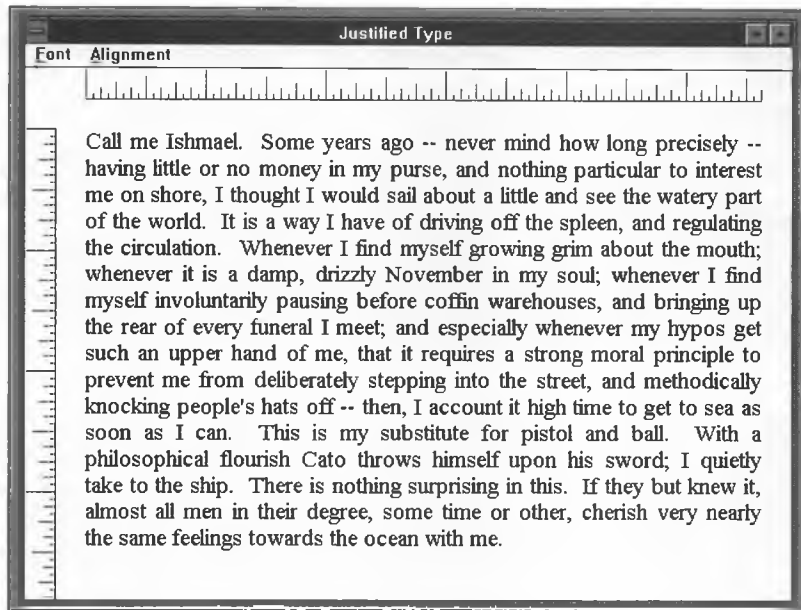 Justified Type
Font Alignment
Call me Ishmael. Some years ago -- never mind how long precisely --
having little or no money in my purse, and nothing particular to interest
me on shore, I thought I would sail about a little and see the watery part
of the world. It is a way I have of driving off the spleen, and regulating
the circulation. Whenever I find myself growing grim about the mouth;
whenever it is a damp, drizzly November in my soul; whenever I find
myself involuntarily pausing before coffin warehouses, and bringing up
the rear of every funeral I meet; and especially whenever my hypos get
such an upper hand of me, that it requires a strong moral principle to
prevent me from deliberately stepping into the street, and methodically
knocking people's hats off -- then, I account it high time to get to sea as
soon as I can. This is my substitute for pistol and ball. With a
philosophical flourish Cato throws himself upon his sword; I quietly
take to the ship. There is nothing surprising in this. If they but knew it,
almost all men in their degree, some time or other, cherish very nearly
the same feelings towards the ocean with me.